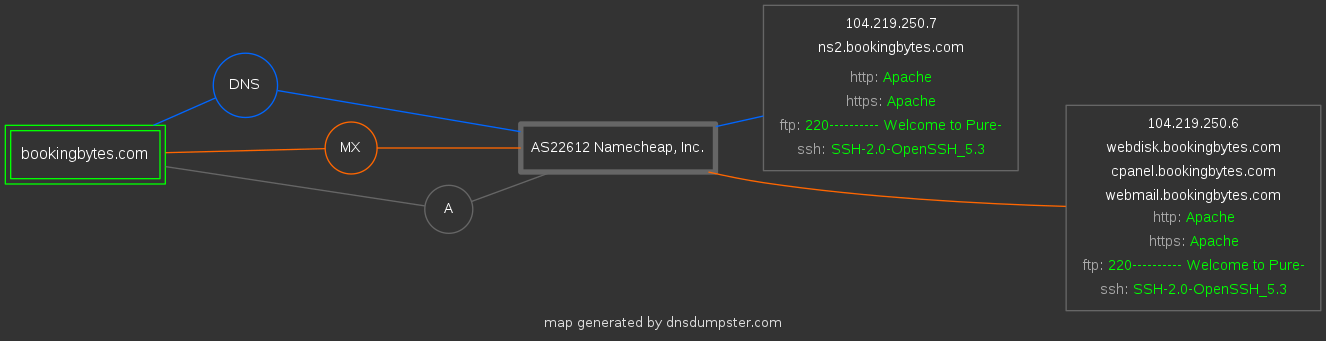 bookingbytes.com
DNS
MX
A
AS22612 Namecheap, Inc.
104.219.250.7
ns2.bookingbytes.com
http: Apache
https: Apache
ftp: 220---------- Welcome to Pure-
ssh: SSH-2.0-OpenSSH_5.3
104.219.250.6
webdisk.bookingbytes.com
cpanel.bookingbytes.com
webmail.bookingbytes.com
http: Apache
https: Apache
ftp: 220---------- Welcome to Pure-
ssh: SSH-2.0-OpenSSH_5.3
map generated by dnsdumpster.com